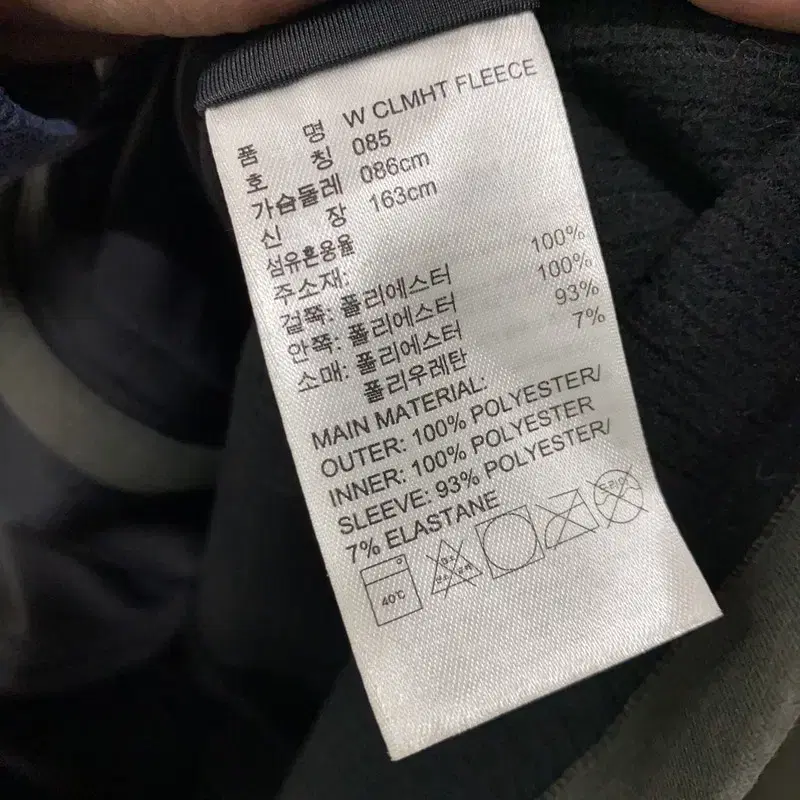 품 명 W CLMHT FLEECE
호 칭 085
가슴둘레 086cm
신 장 163cm
섬유혼용율
주소재:
겉쪽: 폴리에스터 100%
안쪽: 폴리에스터 100%
소매: 폴리에스터 93%
폴리우레탄 7%
MAIN MATERIAL:
OUTER: 100% POLYESTER/
INNER: 100% POLYESTER
SLEEVE: 93% POLYESTER/
7% ELASTANE
40℃ 드라이